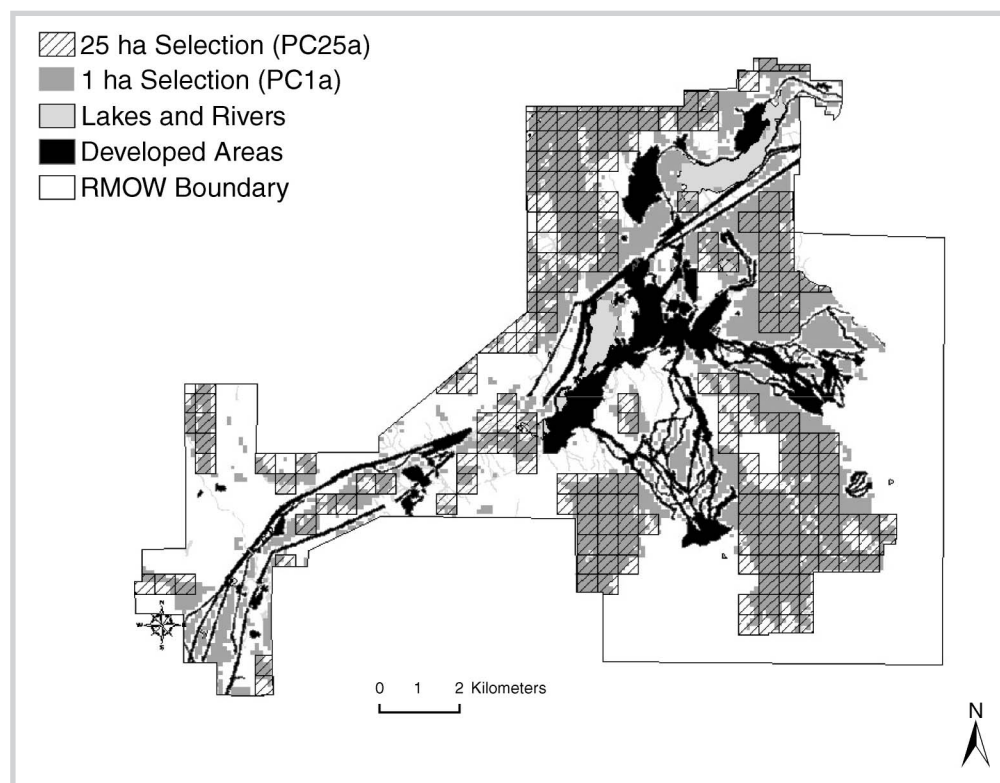 25 ha Selection (PC25a)
1 ha Selection (PC1a)
Lakes and Rivers
Developed Areas
RMOW Boundary
N
W
E
S
0 1 2 Kilometers
N